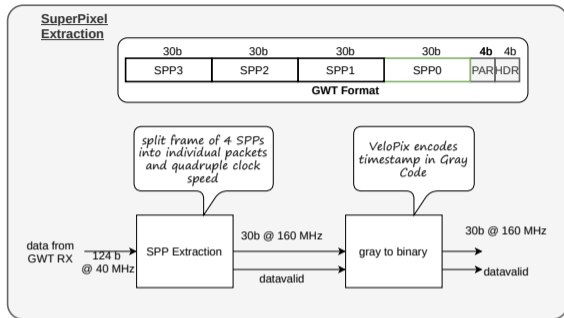 SuperPixel
Extraction
30b 30b 30b 30b 4b 4b
SPP3 SPP2 SPP1 SPP0 PAR HDR
GWT Format
split frame of 4 SPPs
into individual packets
and quadruple clock
speed
VeloPix encodes
timestamp in Gray
Code
data from
GWT RX
124 b
@ 40 MHz
SPP Extraction
30b @ 160 MHz
datavalid
gray to binary
30b @ 160 MHz
datavalid